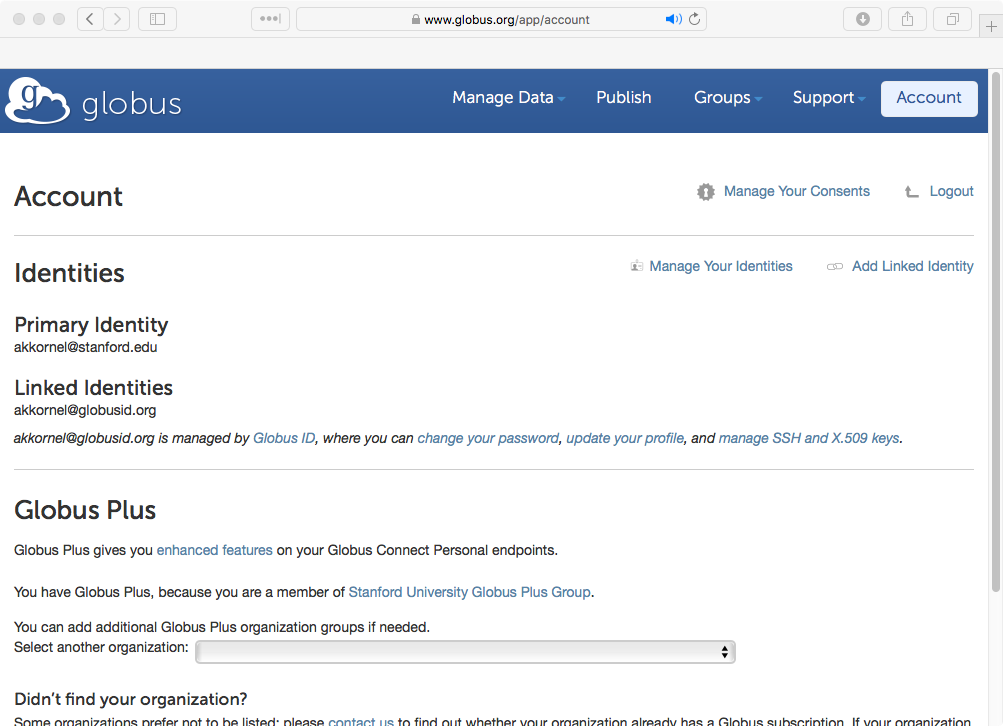 www.globus.org/app/account
globus
Manage Data
Publish
Groups
Support
Account
Account
Manage Your Consents
Logout
Identities
Manage Your Identities
Add Linked Identity
Primary Identity
akkornel@stanford.edu
Linked Identities
akkornel@globusid.org
akkornel@globusid.org is managed by Globus ID, where you can change your password, update your profile, and manage SSH and X.509 keys.
Globus Plus
Globus Plus gives you enhanced features on your Globus Connect Personal endpoints.
You have Globus Plus, because you are a member of Stanford University Globus Plus Group.
You can add additional Globus Plus organization groups if needed.
Select another organization:
Didn't find your organization?
Some organizations prefer not to be listed; please contact us to find out whether your organization already has a Globus subscription. If your organization